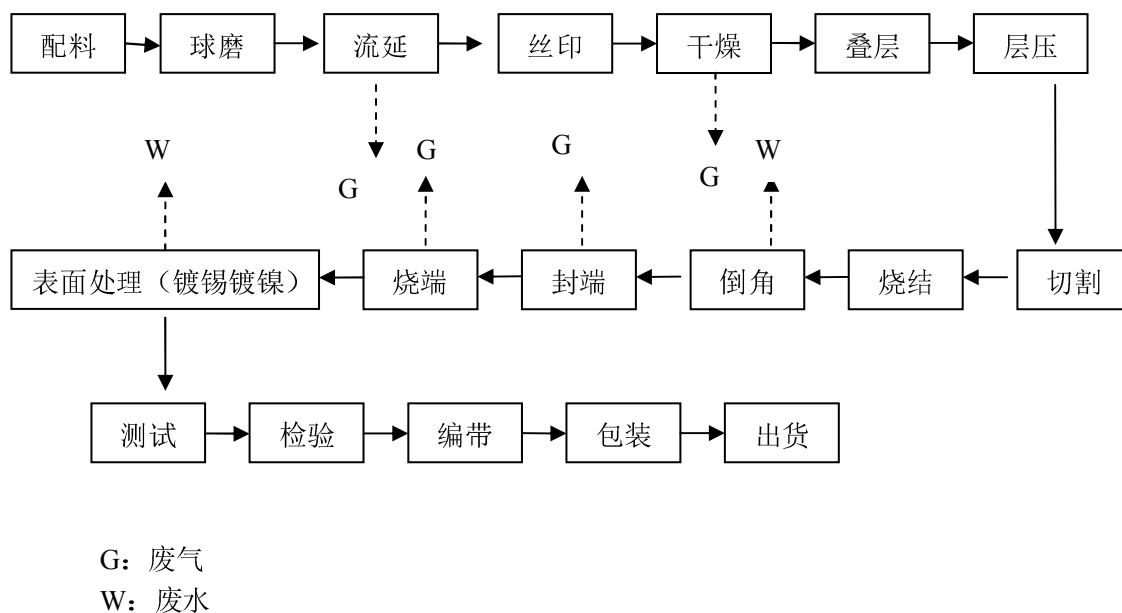 配料 球磨 流延 丝印 干燥 叠层 层压
W G G G G W
表面处理（镀锡镀镍） 烧端 封端 倒角 烧结 切割
测试 检验 编带 包装 出货
G：废气
W：废水